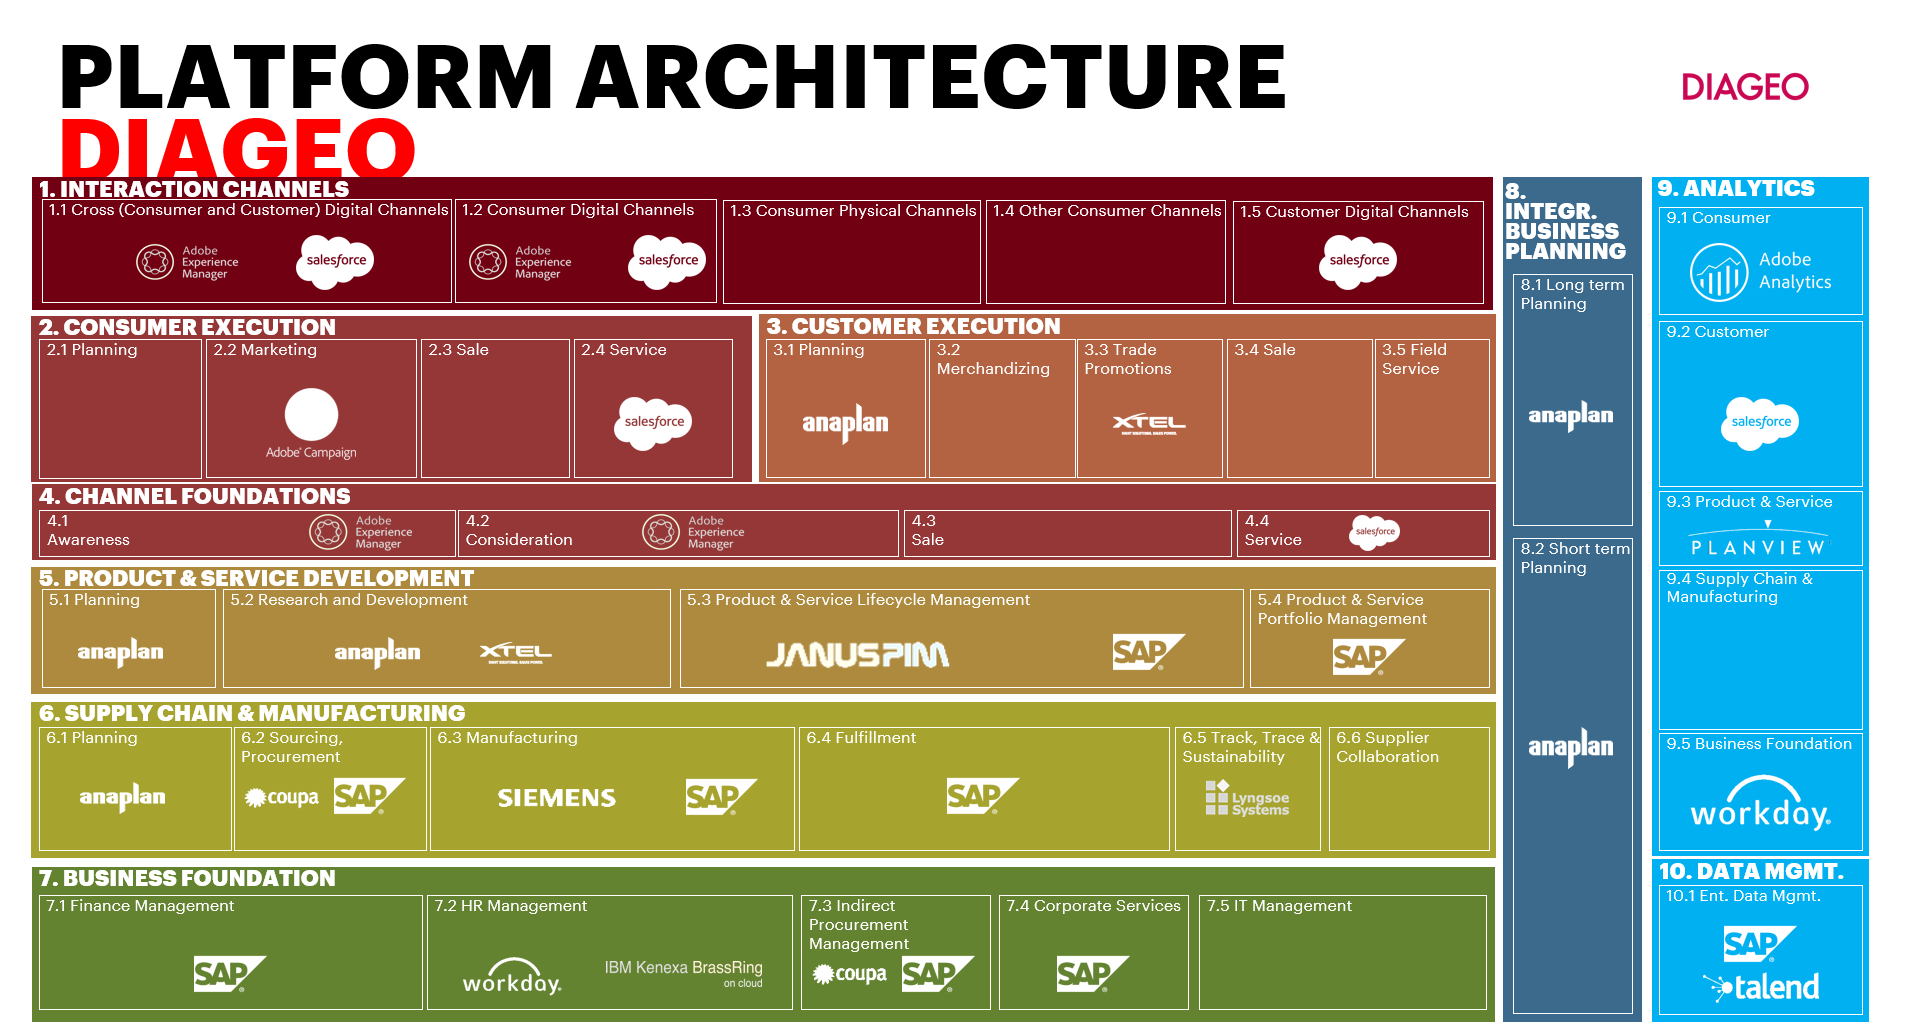 PLATFORM ARCHITECTURE
DIAGEO
DIAGEO
1. INTERACTION CHANNELS
1.1 Cross (Consumer and Customer) Digital Channels
Adobe
Experience
Manager
salesforce
1.2 Consumer Digital Channels
Adobe
Experience
Manager
salesforce
1.3 Consumer Physical Channels
1.4 Other Consumer Channels
1.5 Customer Digital Channels
salesforce
2. CONSUMER EXECUTION
2.1 Planning
2.2 Marketing
Adobe® Campaign
2.3 Sale
2.4 Service
salesforce
3. CUSTOMER EXECUTION
3.1 Planning
anaplan
3.2
Merchandizing
3.3 Trade
Promotions
XTEL
3.4 Sale
3.5 Field
Service
4. CHANNEL FOUNDATIONS
4.1
Awareness
Adobe
Experience
Manager
4.2
Consideration
Adobe
Experience
Manager
4.3
Sale
4.4
Service
salesforce
5. PRODUCT & SERVICE DEVELOPMENT
5.1 Planning
anaplan
5.2 Research and Development
anaplan
XTEL
5.3 Product & Service Lifecycle Management
JANUSPIM
SAP®
5.4 Product & Service
Portfolio Management
SAP®
6. SUPPLY CHAIN & MANUFACTURING
6.1 Planning
anaplan
6.2 Sourcing,
Procurement
coupa
SAP®
6.3 Manufacturing
SIEMENS
SAP®
6.4 Fulfillment
SAP®
6.5 Track, Trace &
Sustainability
Lyngsoe
Systems
6.6 Supplier
Collaboration
7. BUSINESS FOUNDATION
7.1 Finance Management
SAP®
7.2 HR Management
workday.
IBM Kenexa BrassRing
on cloud
7.3 Indirect
Procurement
Management
coupa
SAP®
7.4 Corporate Services
SAP®
7.5 IT Management
8.
INTEGR.
BUSINESS
PLANNING
8.1 Long term
Planning
anaplan
8.2 Short term
Planning
anaplan
9. ANALYTICS
9.1 Consumer
Adobe
Analytics
9.2 Customer
salesforce
9.3 Product & Service
PLANVIEW
9.4 Supply Chain &
Manufacturing
9.5 Business Foundation
workday.
10. DATA MGMT.
10.1 Ent. Data Mgmt.
SAP®
talend